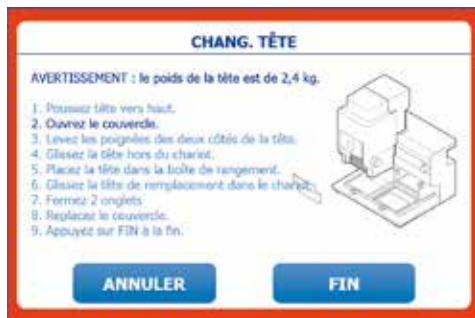 CHANG. TÊTE
AVERTISSEMENT : le poids de la tête est de 2,4 kg.
1. Poussez tête vers haut.
2. Ouvrez le couvercle.
3. Levez les poignées des deux côtés de la tête.
4. Glissez la tête hors du chariot.
5. Placez la tête dans la boîte de rangement.
6. Glissez la tête de remplacement dans le chariot.
7. Fermez 2 onglets
8. Replacez le couvercle.
9. Appuyez sur FIN à la fin.
ANNULER
FIN